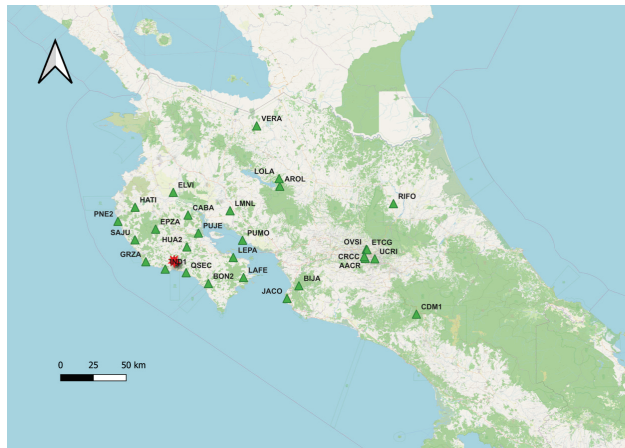 VERA
LOLA
AROL
ELVI
RIFO
HATI
CABA
LMNL
PNE2
EPZA
PUJE
SAJU
HUA2
PUMO
OVSI
ETCG
LEPA
CRCC
UCRI
GRZA
AACR
QSEC
LAFE
BON2
BIJA
JACO
CDM1
0 25 50 km